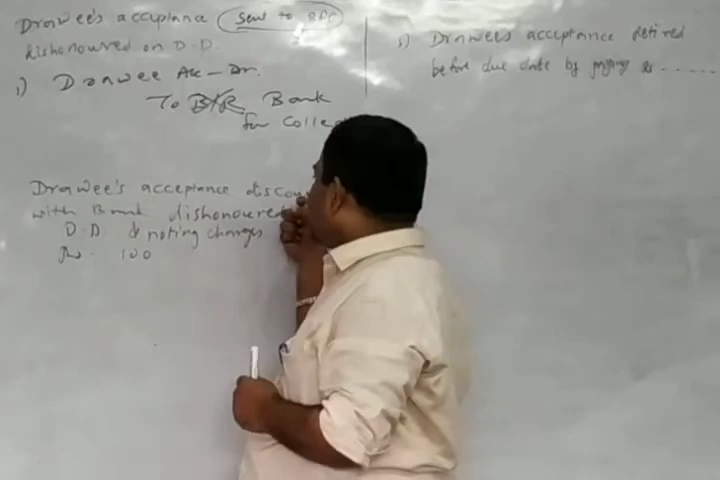 Drawee's acceptance sent to
dishonoured on D.D
1) Drawee A/c - Dr.
To B/R Bank
for Colle
Drawee's acceptance discou
with Bank dishonoured
D.D & noting charges
100
Drawee's acceptance retired
before due date by paying Rs ......